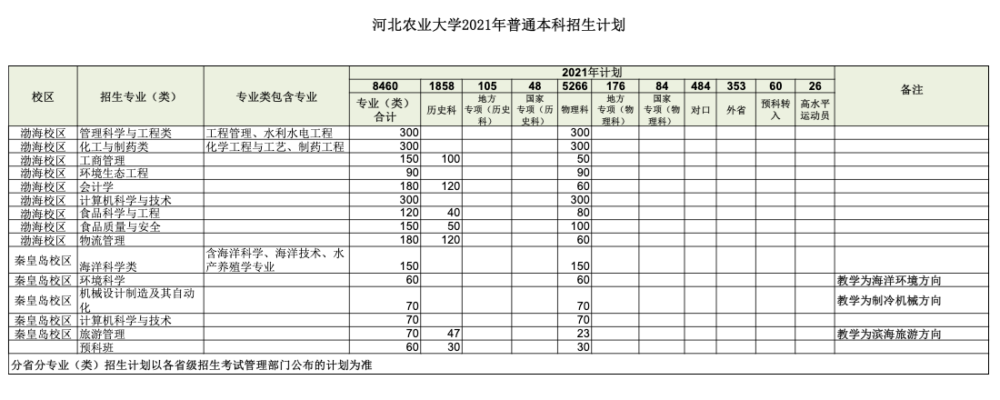 河北农业大学2021年普通本科招生计划
校区 招生专业（类） 专业类包含专业 2021年计划 备注
8460 1858 105 48 5266 176 84 484 353 60 26
专业（类）合计 历史科 地方专项（历史科） 国家专项（历史科） 物理科 地方专项（物理科） 国家专项（物理科） 对口 外省 预科转入 高水平运动员
渤海校区 管理科学与工程类 工程管理、水利水电工程 300 300
渤海校区 化工与制药类 化学工程与工艺、制药工程 300 300
渤海校区 工商管理 150 100 50
渤海校区 环境生态工程 90 90
渤海校区 会计学 180 120 60
渤海校区 计算机科学与技术 300 300
渤海校区 食品科学与工程 120 40 80
渤海校区 食品质量与安全 150 50 100
渤海校区 物流管理 180 120 60
秦皇岛校区 海洋科学类 含海洋科学、海洋技术、水产养殖学专业 150 150
秦皇岛校区 环境科学 60 60 教学为海洋环境方向
秦皇岛校区 机械设计制造及其自动化 70 70 教学为制冷机械方向
秦皇岛校区 计算机科学与技术 70 70
秦皇岛校区 旅游管理 70 47 23 教学为滨海旅游方向
预科班 60 30 30
分省分专业（类）招生计划以各省级招生考试管理部门公布的计划为准